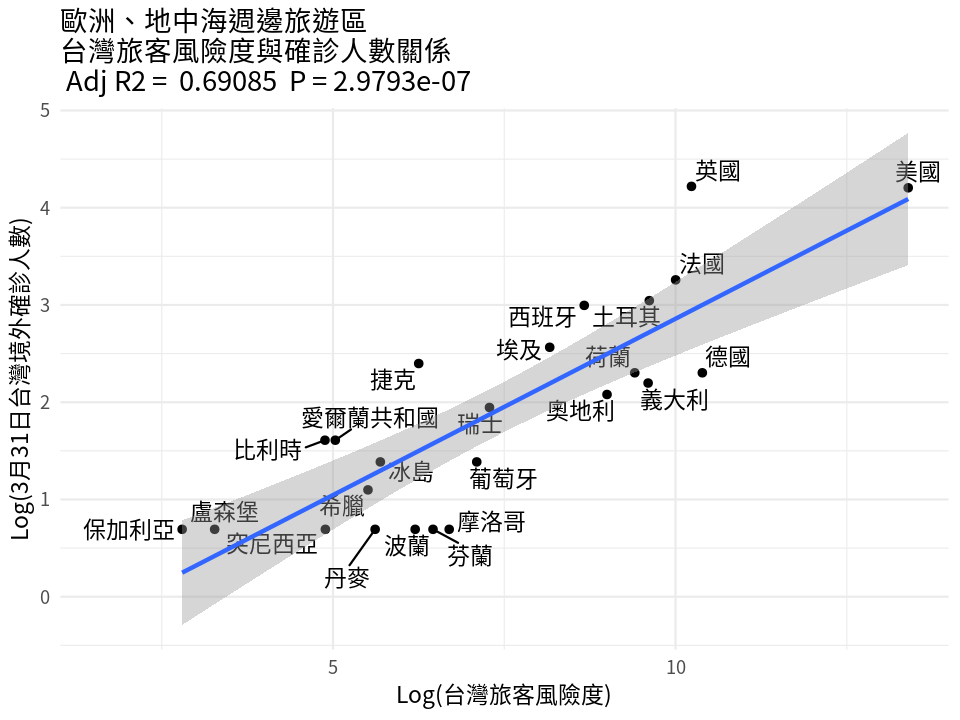 歐洲、地中海週邊旅遊區
台灣旅客風險度與確診人數關係
Adj R2 = 0.69085 P = 2.9793e-07
5
英國
美國
4
法國
3
西班牙
土耳其
埃及
荷蘭
德國
捷克
義大利
奧地利
2
愛爾蘭共和國
瑞士
比利時
冰島
葡萄牙
1
希臘
盧森堡
摩洛哥
保加利亞
突尼西亞
波蘭
芬蘭
丹麥
0
5
10
Log(台灣旅客風險度)
Log(3月31日台灣境外確診人數)